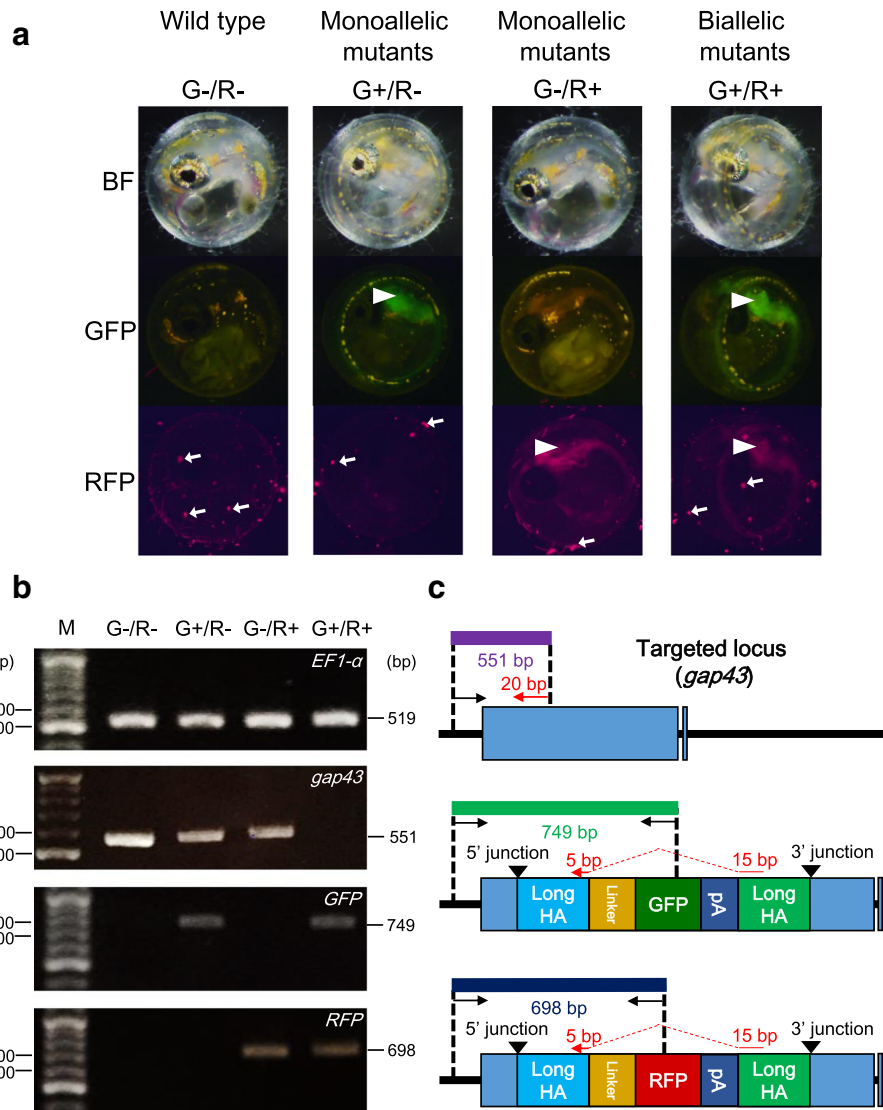 a
Wild type
Monoallelic
mutants
Monoallelic
mutants
Biallelic
mutants
G-/R-
G+/R-
G-/R+
G+/R+
BF
GFP
RFP
b
M
G-/R-
G+/R-
G-/R+
G+/R+
(bp)
EF1-α
519
gap43
551
GFP
749
RFP
698
c
551 bp
20 bp
Targeted locus
(gap43)
749 bp
5’ junction
5 bp
15 bp
3’ junction
Long
HA
Linker
GFP
pA
Long
HA
698 bp
5’ junction
5 bp
15 bp
3’ junction
Long
HA
Linker
RFP
pA
Long
HA